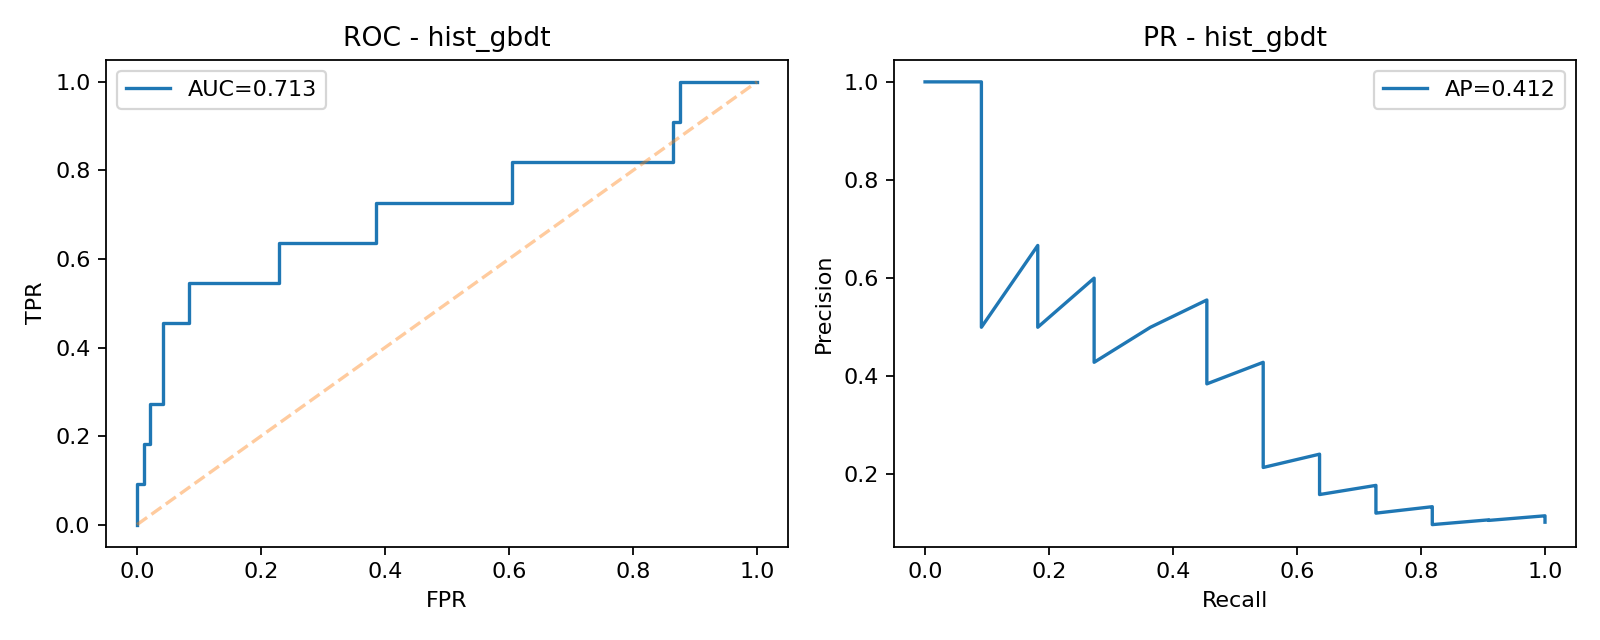 ROC - hist_gbdt
AUC=0.713
1.0
0.8
0.6
0.4
0.2
0.0
TPR
0.0 0.2 0.4 0.6 0.8 1.0
FPR
PR - hist_gbdt
AP=0.412
1.0
0.8
0.6
0.4
0.2
Precision
0.0 0.2 0.4 0.6 0.8 1.0
Recall